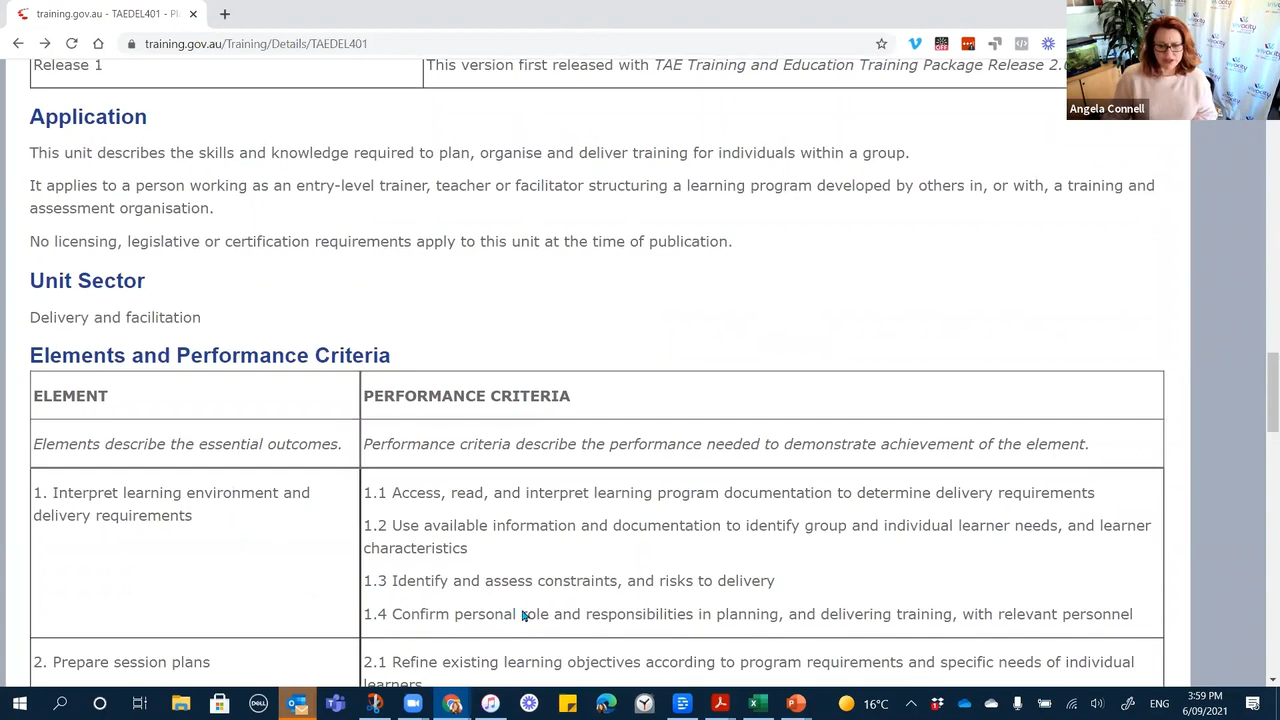 training.gov.au - TAEDEL401 - Pl
training.gov.au/Training/Details/TAEDEL401
OFF
vivacity
Angela Connell
Release 1
This version first released with TAE Training and Education Training Package Release 2.
Application
This unit describes the skills and knowledge required to plan, organise and deliver training for individuals within a group.
It applies to a person working as an entry-level trainer, teacher or facilitator structuring a learning program developed by others in, or with, a training and
assessment organisation.
No licensing, legislative or certification requirements apply to this unit at the time of publication.
Unit Sector
Delivery and facilitation
Elements and Performance Criteria
ELEMENT
PERFORMANCE CRITERIA
Elements describe the essential outcomes.
Performance criteria describe the performance needed to demonstrate achievement of the element.
1. Interpret learning environment and
delivery requirements
1.1 Access, read, and interpret learning program documentation to determine delivery requirements
1.2 Use available information and documentation to identify group and individual learner needs, and learner
characteristics
1.3 Identify and assess constraints, and risks to delivery
1.4 Confirm personal role and responsibilities in planning, and delivering training, with relevant personnel
2. Prepare session plans
2.1 Refine existing learning objectives according to program requirements and specific needs of individual
learners
DELL
16°C
ENG
3:59 PM
6/09/2021